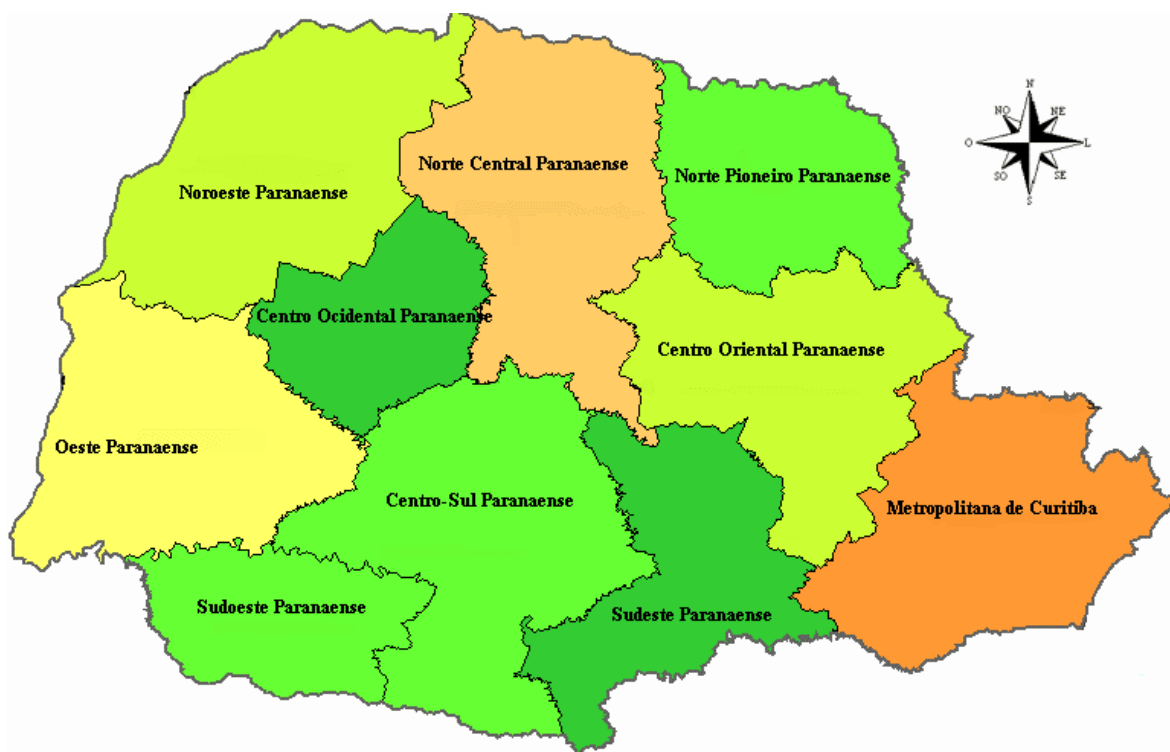 N
NO
NE
O
L
SO
SE
S
Norte Central Paranaense
Norte Pioneiro Paranaense
Noroeste Paranaense
Centro Ocidental Paranaense
Centro Oriental Paranaense
Oeste Paranaense
Centro-Sul Paranaense
Metropolitana de Curitiba
Sudoeste Paranaense
Sudeste Paranaense